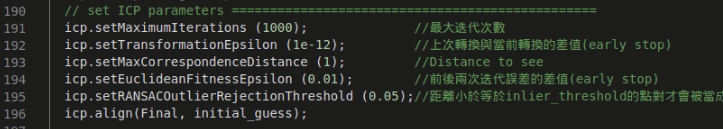 190 // set ICP parameters ================================================
191 icp.setMaximumIterations (1000); //最大迭代次數
192 icp.setTransformationEpsilon (1e-12); //上次轉換與當前轉換的差值(early stop)
193 icp.setMaxCorrespondenceDistance (1); //Distance to see
194 icp.setEuclideanFitnessEpsilon (0.01); //前後兩次迭代誤差的差值(early stop)
195 icp.setRANSACOutlierRejectionThreshold (0.05);//距離小於等於inlier_threshold的點對才會被當成
196 icp.align(Final, initial_guess);